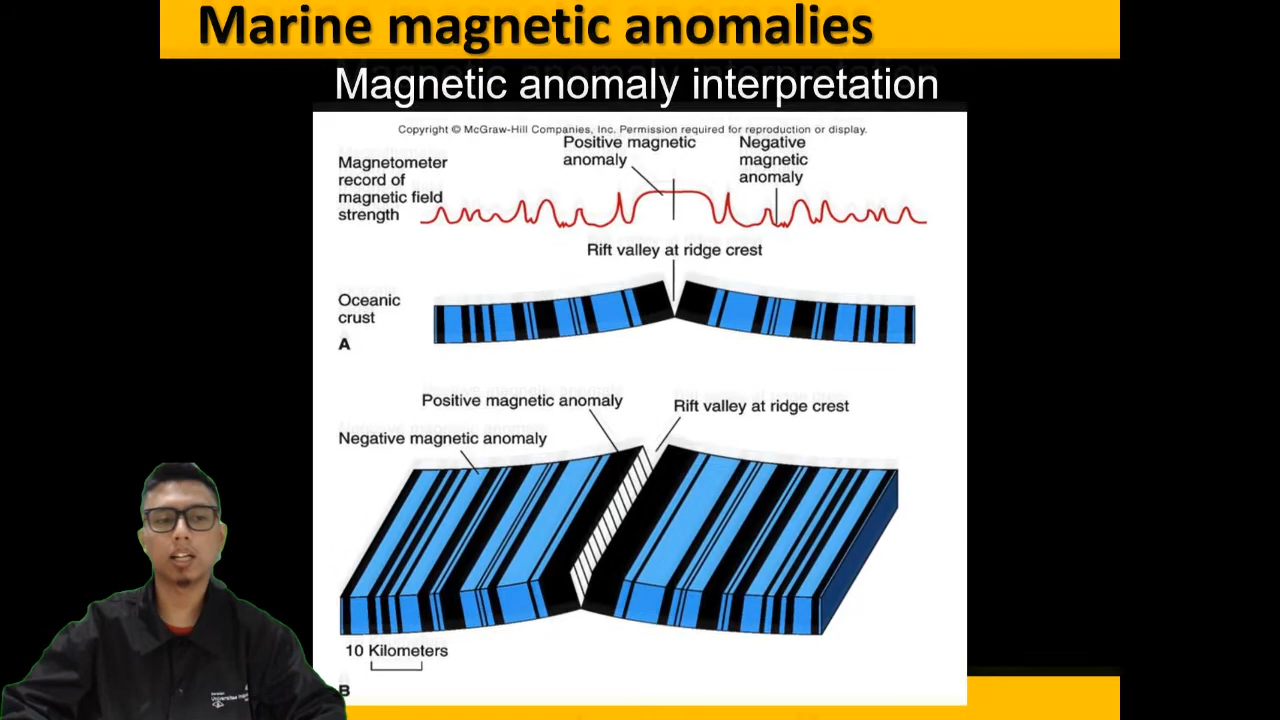 Marine magnetic anomalies
Magnetic anomaly interpretation
Copyright © McGraw-Hill Companies, Inc. Permission required for reproduction or display.
Positive magnetic
anomaly
Negative
magnetic
anomaly
Magnetometer
record of
magnetic field
strength
Rift valley at ridge crest
Oceanic
crust
A
Positive magnetic anomaly
Rift valley at ridge crest
Negative magnetic anomaly
10 Kilometers
B